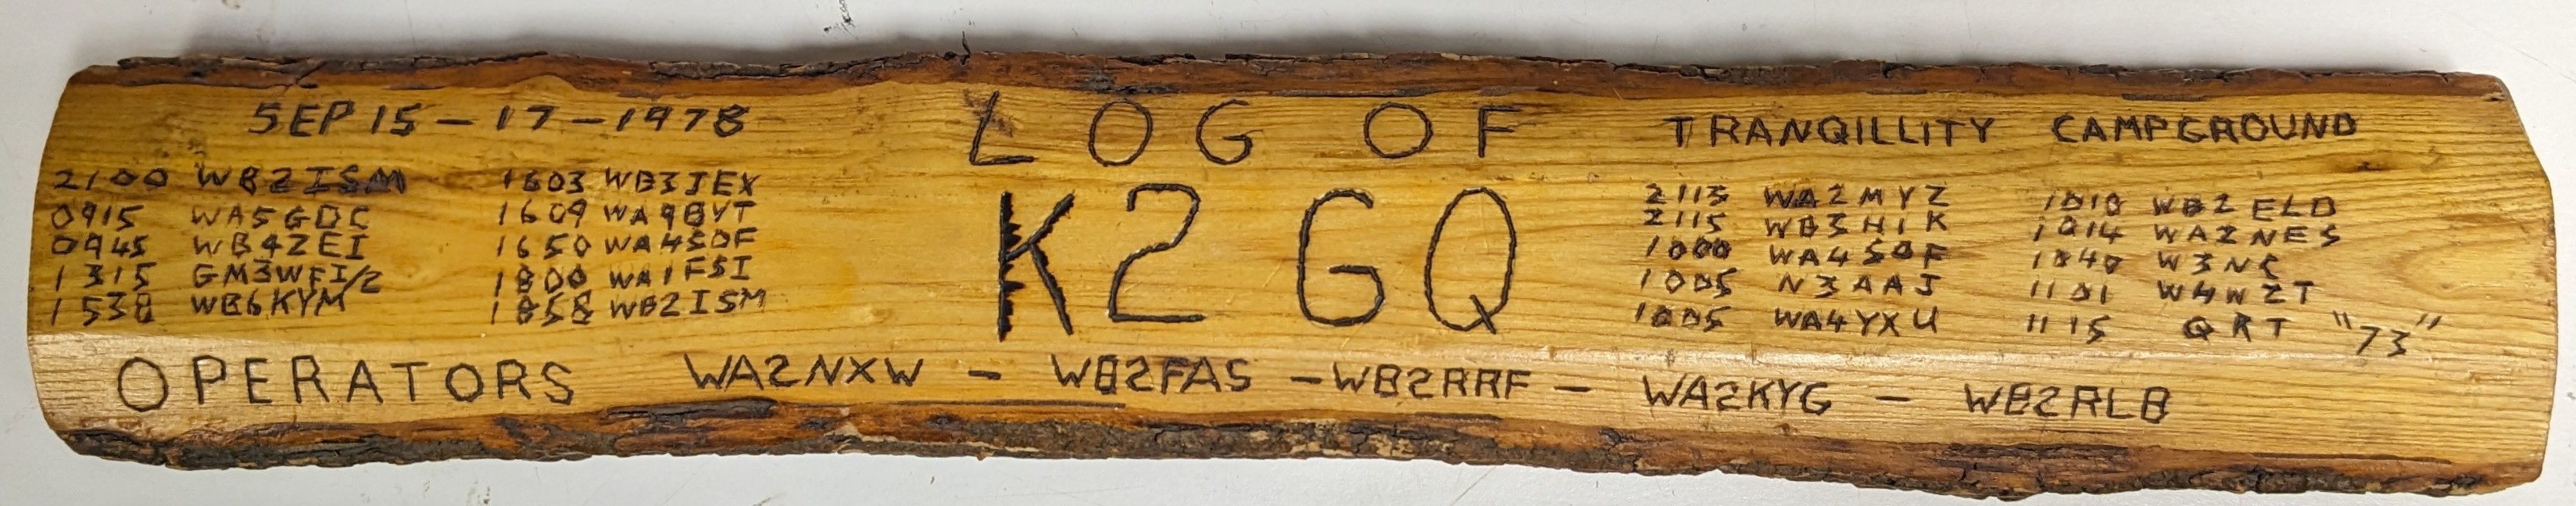 SEP 15 - 17 - 1978
LOG OF
TRANQILLITY CAMPGROUND
2100 WB2ISM
0915 WA5GDC
0945 WB4ZEI
1315 GM3WFI/2
1538 WB6KYM
1603 WB3JEX
1609 WA9BVT
1650 WA4SOF
1800 WA1FSI
1858 WB2ISM
K2GQ
2113 WA2MYZ
2115 WB3HIK
1000 WA4SOF
1005 N3AAJ
1005 WA4YXU
1010 WB2ELD
1014 WA2NES
1040 W3NC
1101 W4WZT
1115 QRT "73"
OPERATORS WA2NXW - WB2FAS - WB2RRF - WA2KYG - WB2RLB